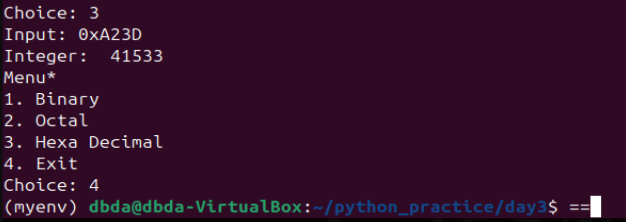 Choice: 3
Input: 0xA23D
Integer:  41533
Menu*
1. Binary
2. Octal
3. Hexa Decimal
4. Exit
Choice: 4
(myenv) dbda@dbda-VirtualBox:~/python_practice/day3$ ==